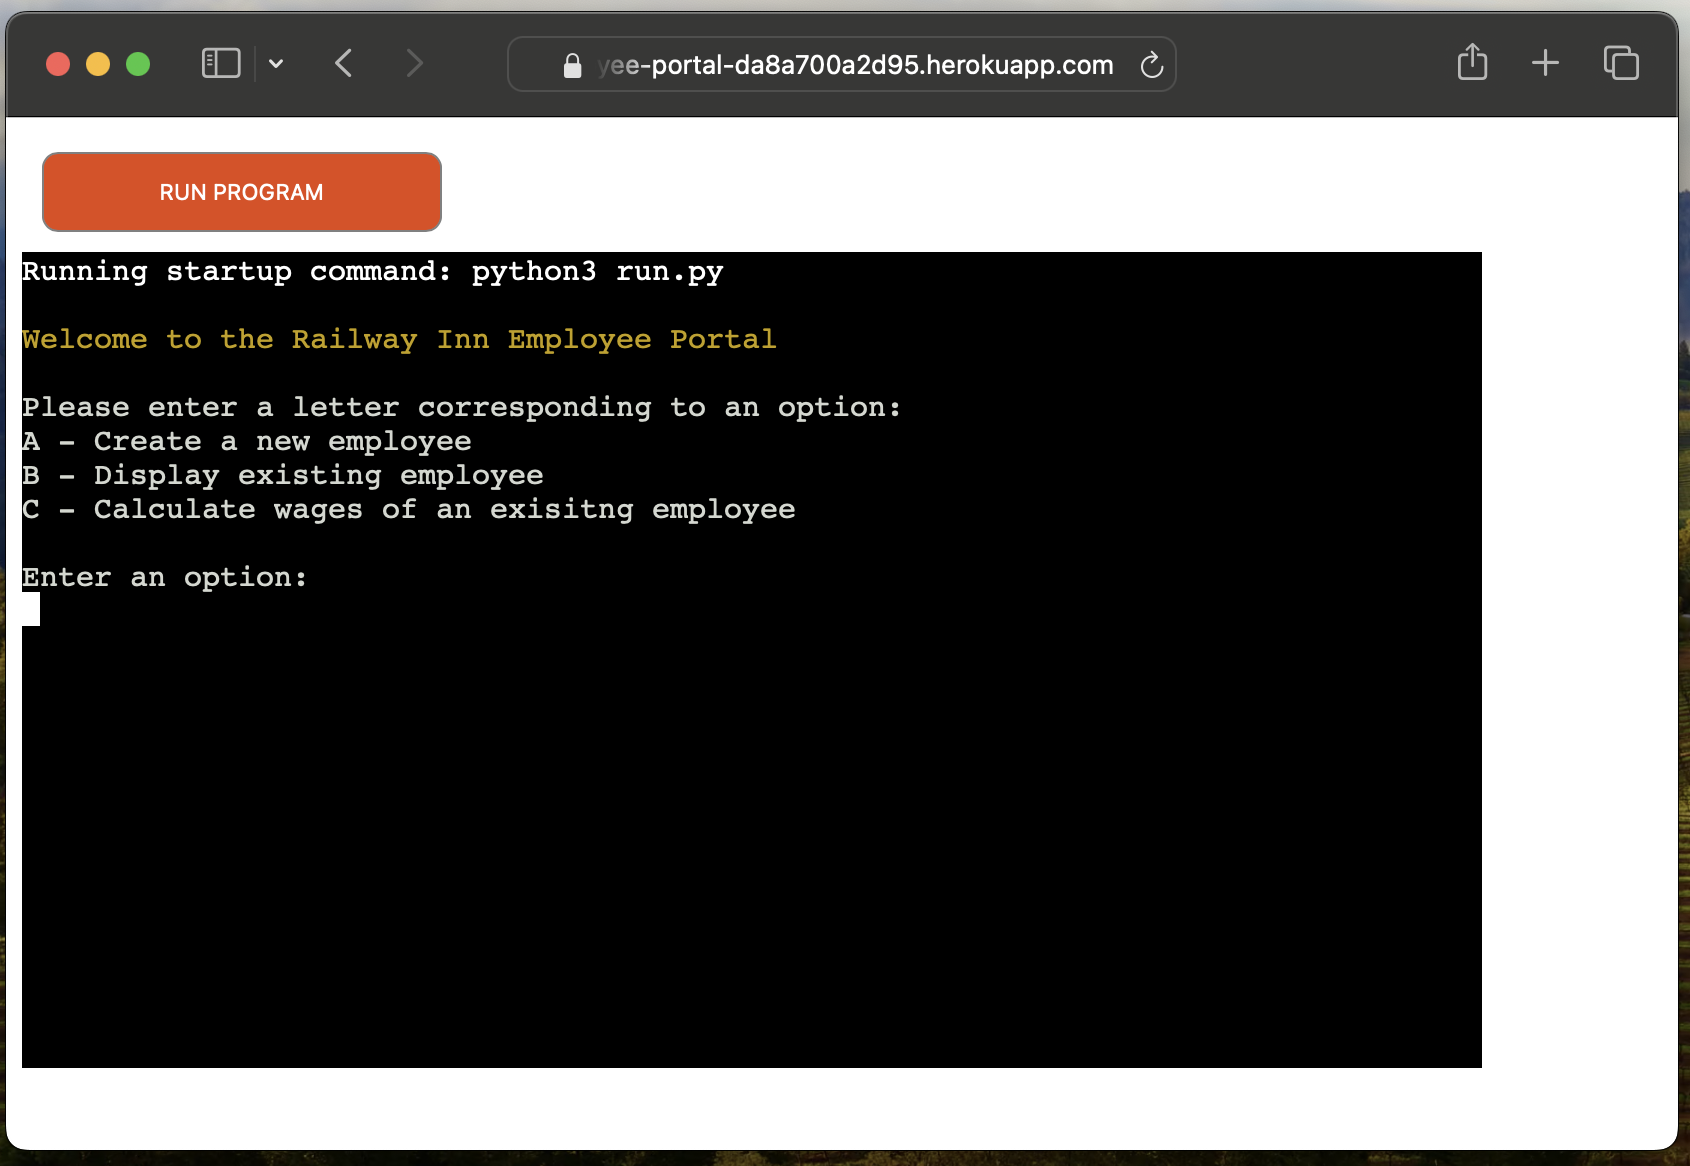 yee-portal-da8a700a2d95.herokuapp.com
RUN PROGRAM
Running startup command: python3 run.py
Welcome to the Railway Inn Employee Portal
Please enter a letter corresponding to an option:
A - Create a new employee
B - Display existing employee
C - Calculate wages of an exisitng employee
Enter an option: